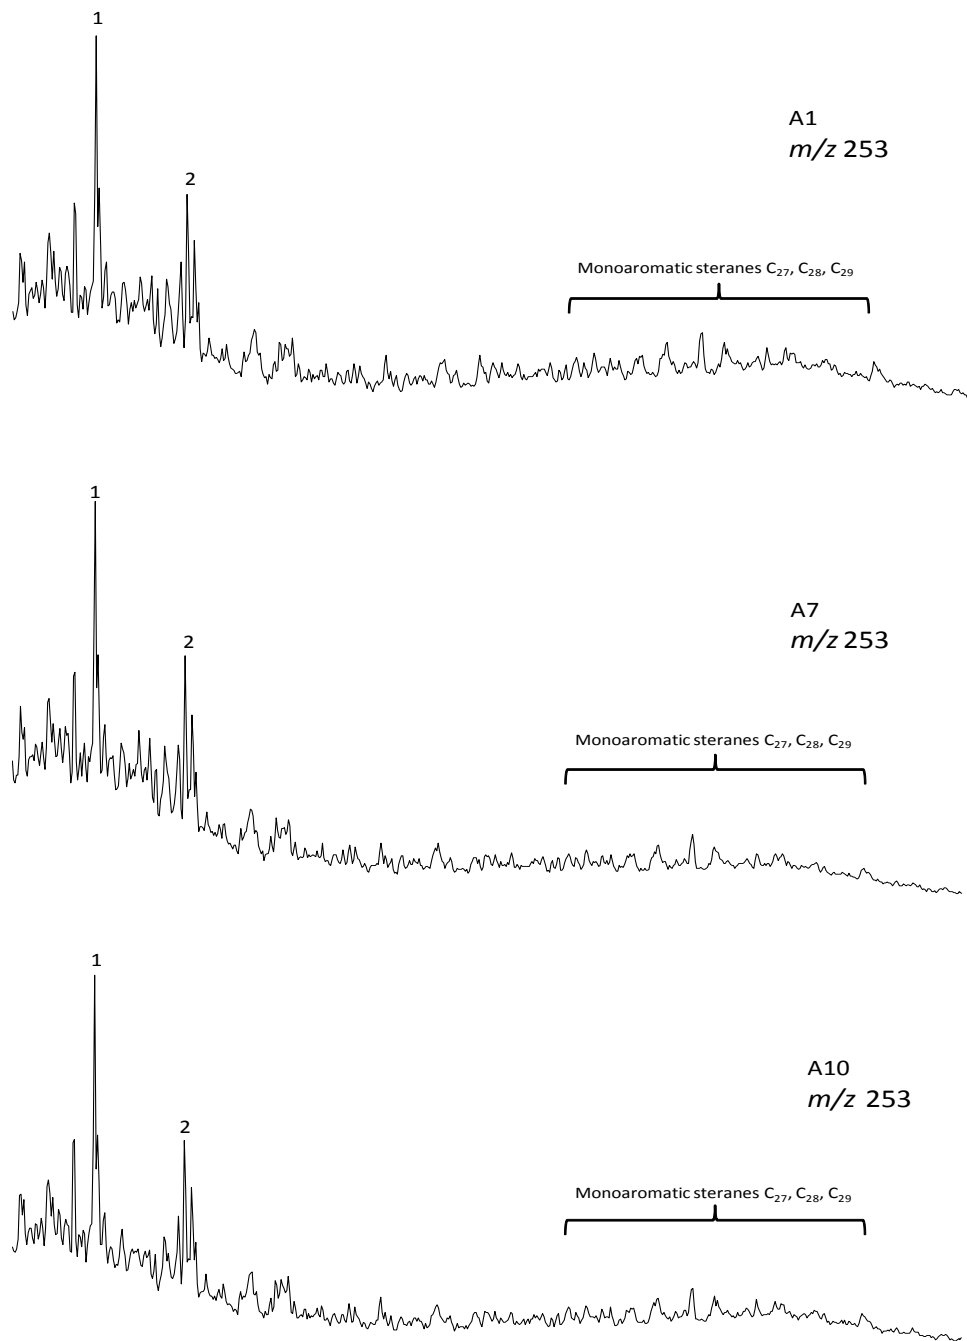 1
2
A1
m/z 253
Monoaromatic steranes C₂₇, C₂₈, C₂₉
1
2
A7
m/z 253
Monoaromatic steranes C₂₇, C₂₈, C₂₉
1
2
A10
m/z 253
Monoaromatic steranes C₂₇, C₂₈, C₂₉